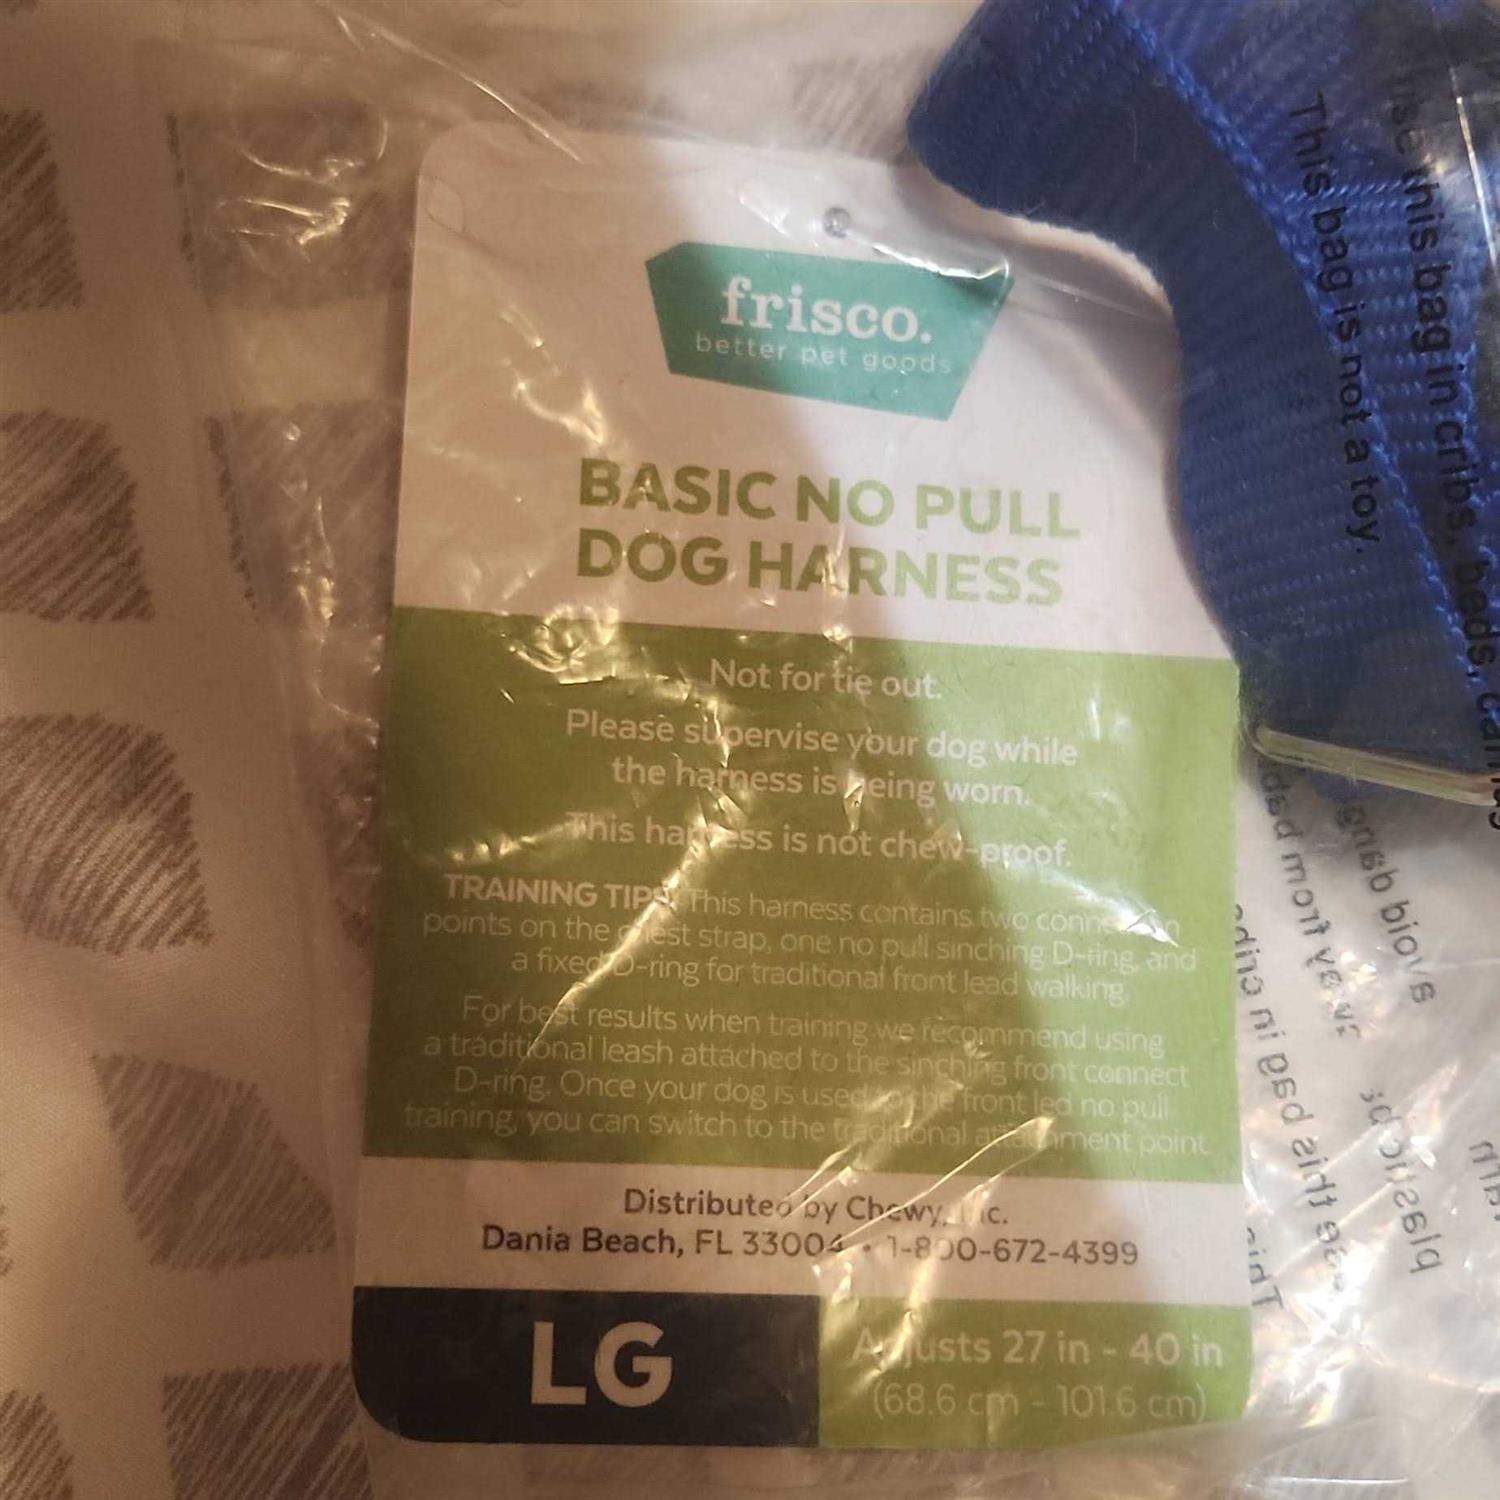 frisco.
better pet goods
BASIC NO PULL
DOG HARNESS
Not for tie out.
Please supervise your dog while
the harness is being worn.
This harness is not chew-proof.
TRAINING TIPS: This harness contains two connection
points on the chest strap, one no pull sinching D-ring, and
a fixed D-ring for traditional front lead walking.
For best results when training we recommend using
a traditional leash attached to the sinching front connect
D-ring. Once your dog is used to the front led no pull
training, you can switch to the traditional attachment point
Distributed by Chewy, Inc.
Dania Beach, FL 33004 • 1-800-672-4399
LG
Adjusts 27 in - 40 in
(68.6 cm - 101.6 cm)
use this bag in cribs, beds,
This bag is not a toy.